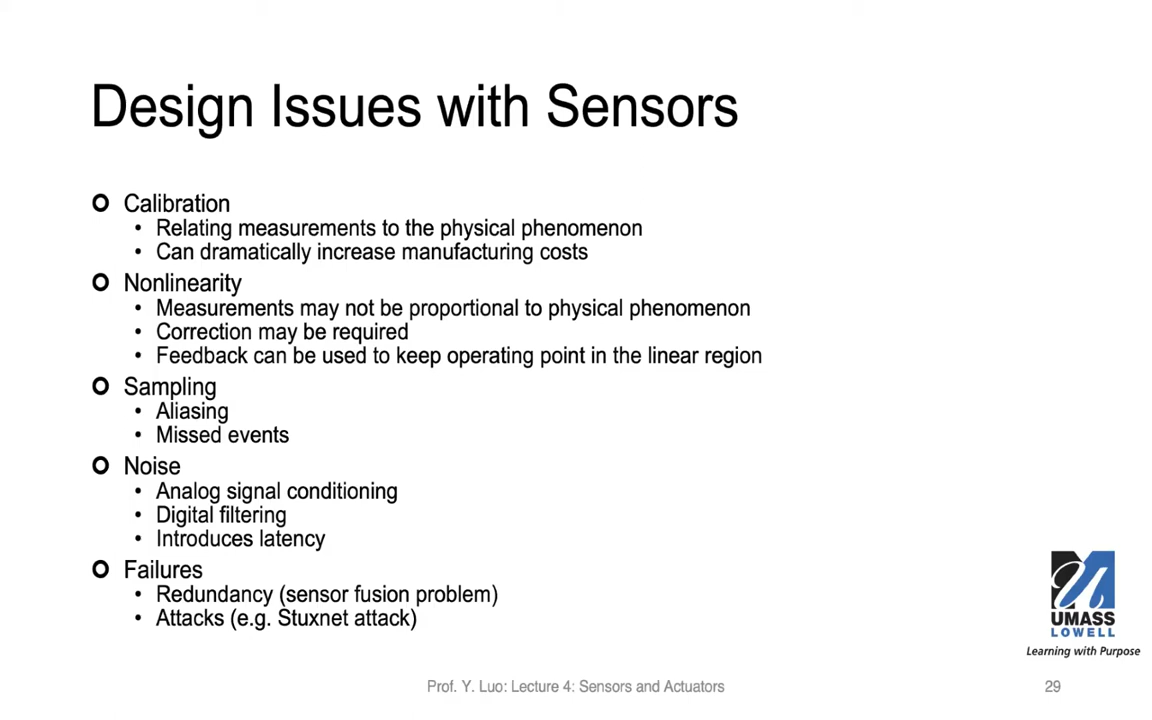 Design Issues with Sensors
Calibration
• Relating measurements to the physical phenomenon
• Can dramatically increase manufacturing costs
Nonlinearity
• Measurements may not be proportional to physical phenomenon
• Correction may be required
• Feedback can be used to keep operating point in the linear region
Sampling
• Aliasing
• Missed events
Noise
• Analog signal conditioning
• Digital filtering
• Introduces latency
Failures
• Redundancy (sensor fusion problem)
• Attacks (e.g. Stuxnet attack)
UMASS
LOWELL
Learning with Purpose
Prof. Y. Luo: Lecture 4: Sensors and Actuators
29